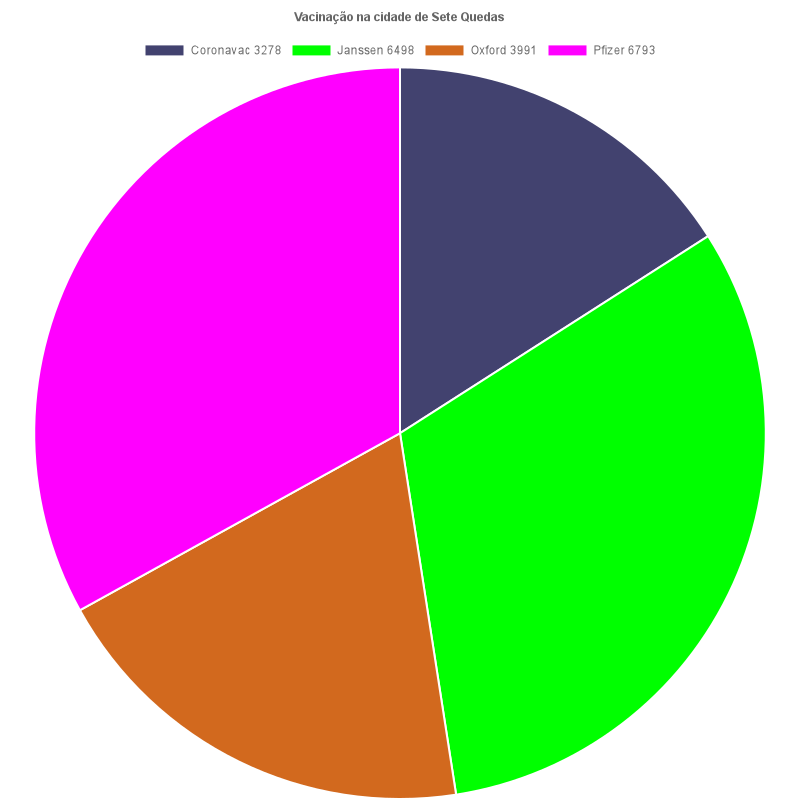 Vacinação na cidade de Sete Quedas
Coronavac 3278 Janssen 6498 Oxford 3991 Pfizer 6793